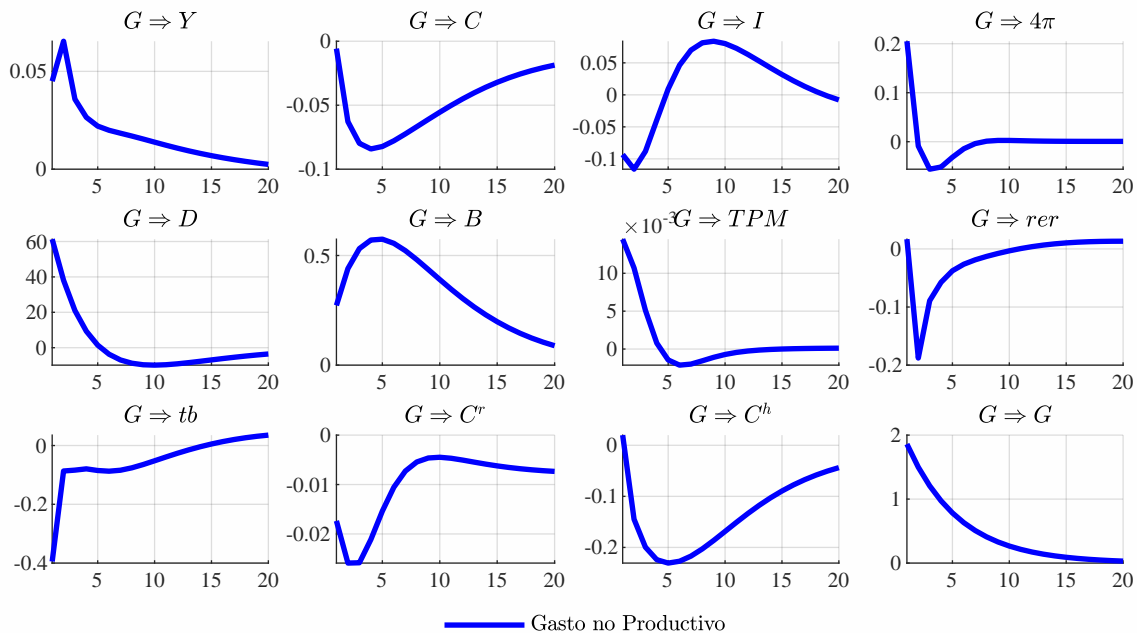 G ⇒ Y G ⇒ C G ⇒ I G ⇒ 4π
0.05 0 5 10 15 20
0 -0.05 -0.1 5 10 15 20
0.05 0 -0.05 -0.1 5 10 15 20
0.2 0.1 0 5 10 15 20
G ⇒ D G ⇒ B ×10⁻³ G ⇒ TPM G ⇒ rer
60 40 20 0 5 10 15 20
0.5 0 5 10 15 20
10 5 0 5 10 15 20
0 -0.1 -0.2 5 10 15 20
G ⇒ tb G ⇒ Cʳ G ⇒ Cʰ G ⇒ G
0 -0.2 -0.4 5 10 15 20
0 -0.01 -0.02 5 10 15 20
0 -0.1 -0.2 5 10 15 20
2 1 0 5 10 15 20
Gasto no Productivo